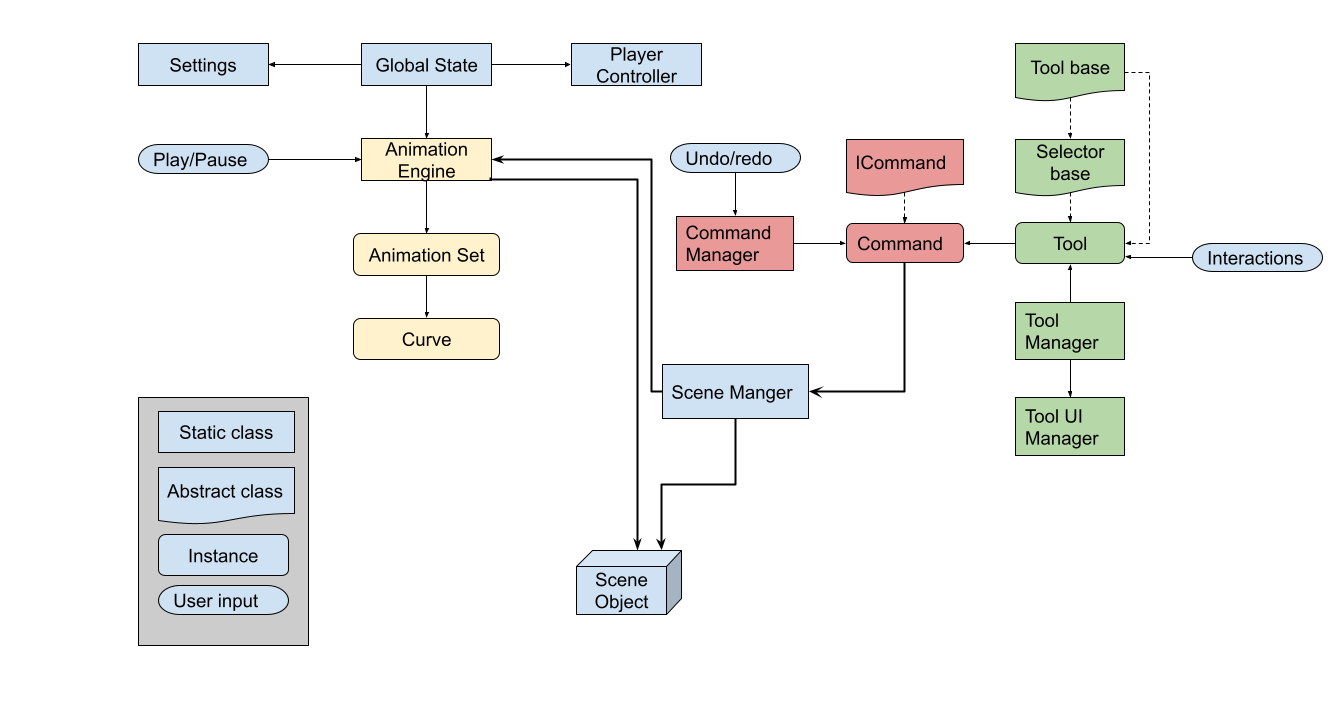 Settings
Global State
Player
Controller
Tool base
Play/Pause
Animation
Engine
Undo/redo
ICommand
Selector
base
Command
Manager
Command
Tool
Interactions
Animation Set
Curve
Tool
Manager
Scene Manger
Tool UI
Manager
Static class
Abstract class
Instance
User input
Scene
Object